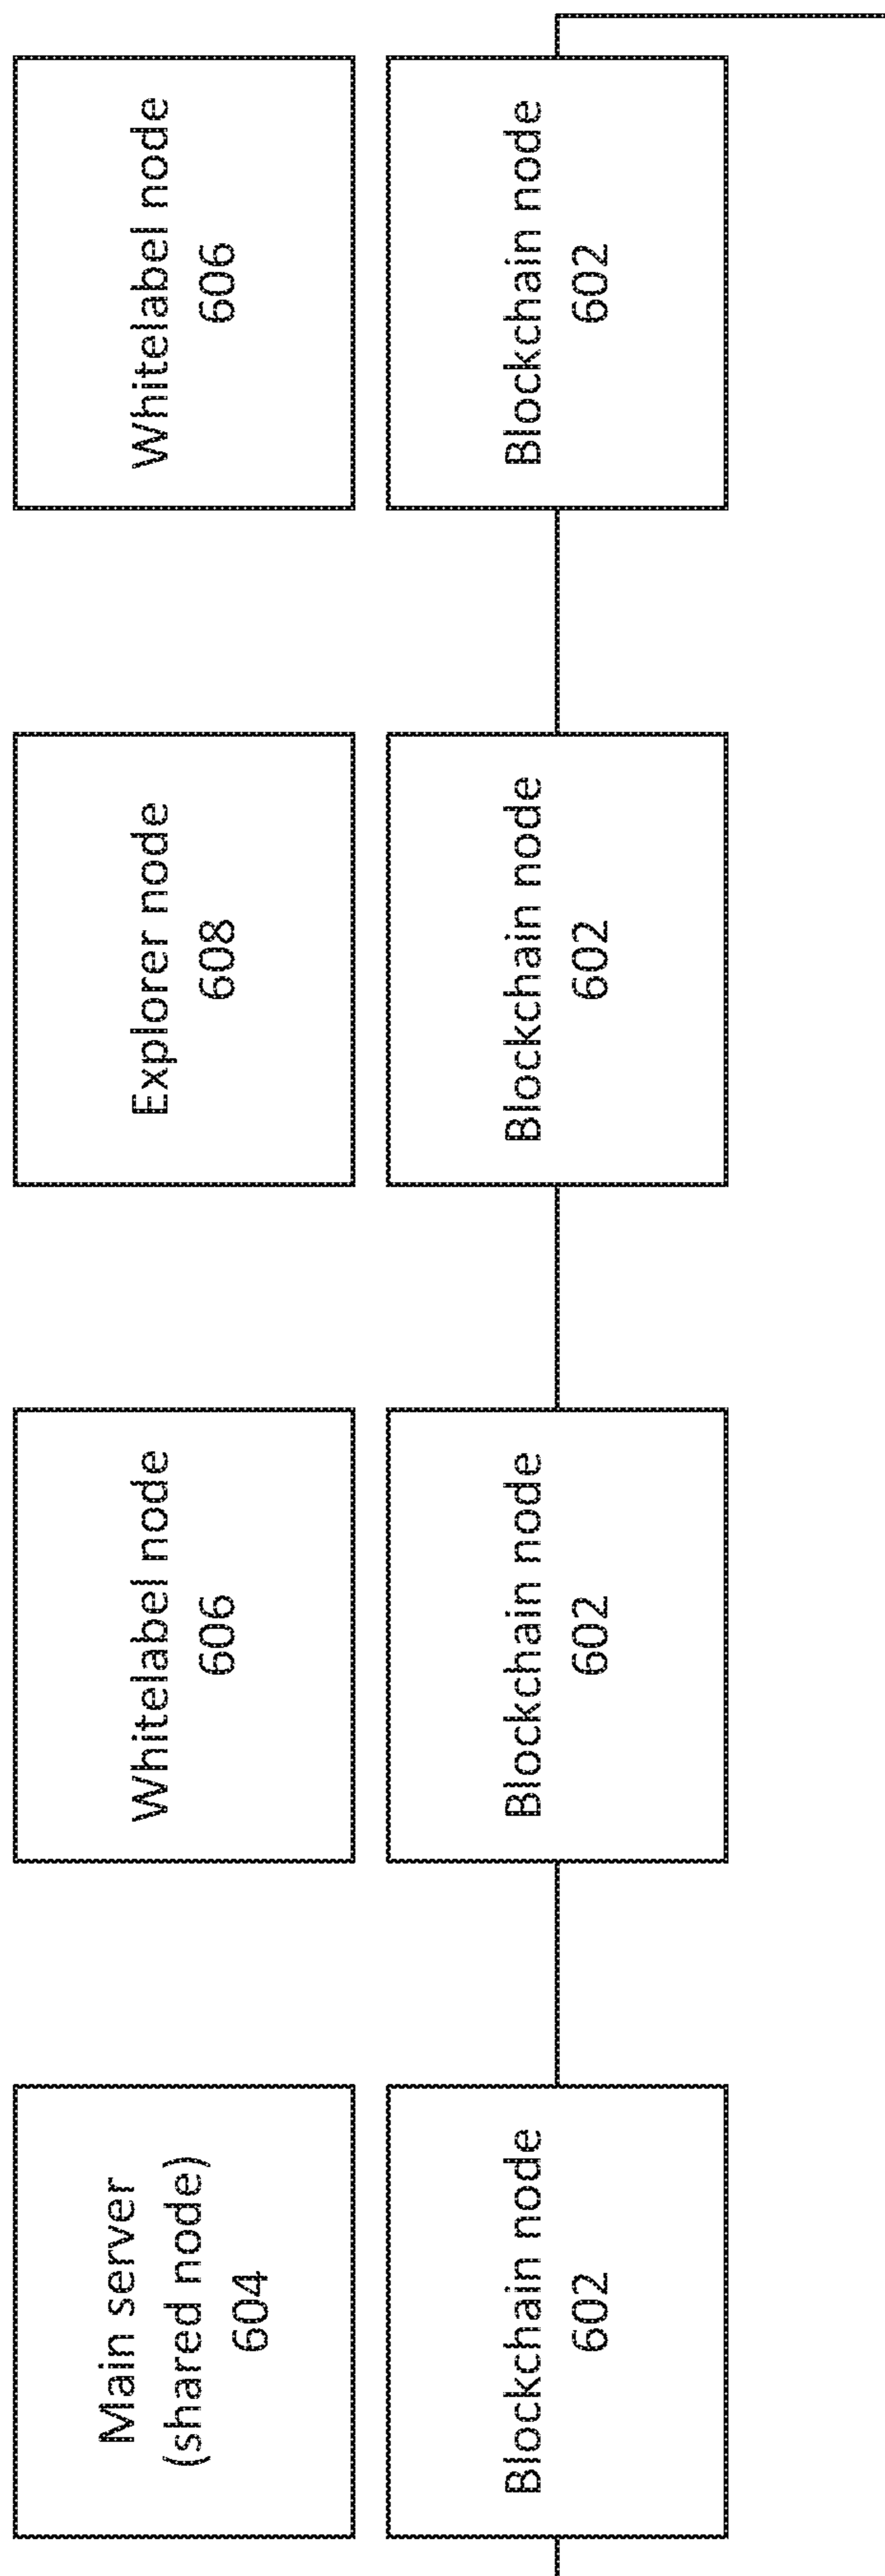 Main server
(shared node)
604
Whitelabel node
606
Explorer node
608
Whitelabel node
606
Blockchain node
602
Blockchain node
602
Blockchain node
602
Blockchain node
602